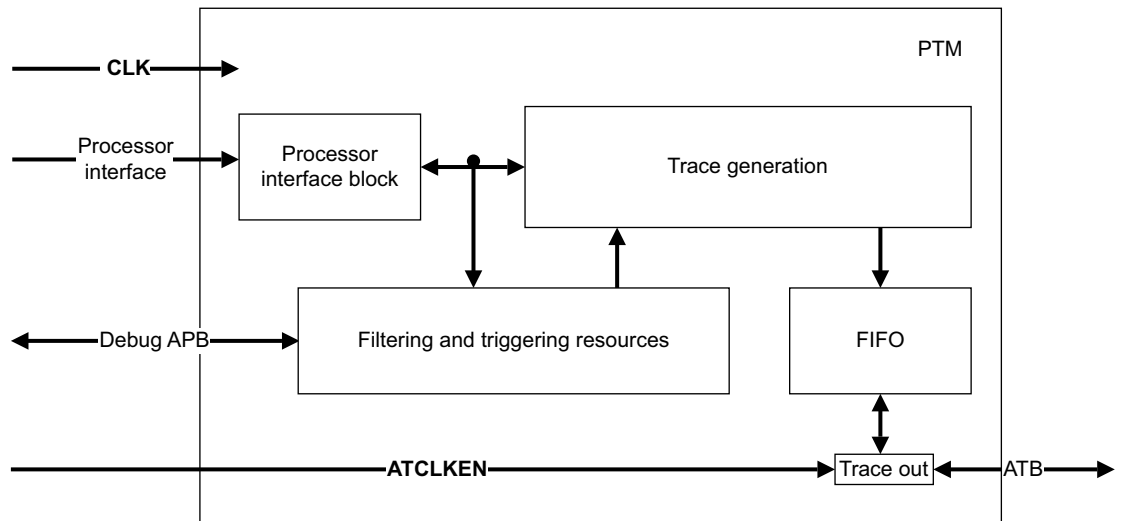 PTM
CLK
Processor
interface
Processor
interface block
Trace generation
Debug APB
Filtering and triggering resources
FIFO
ATCLKEN
Trace out
ATB